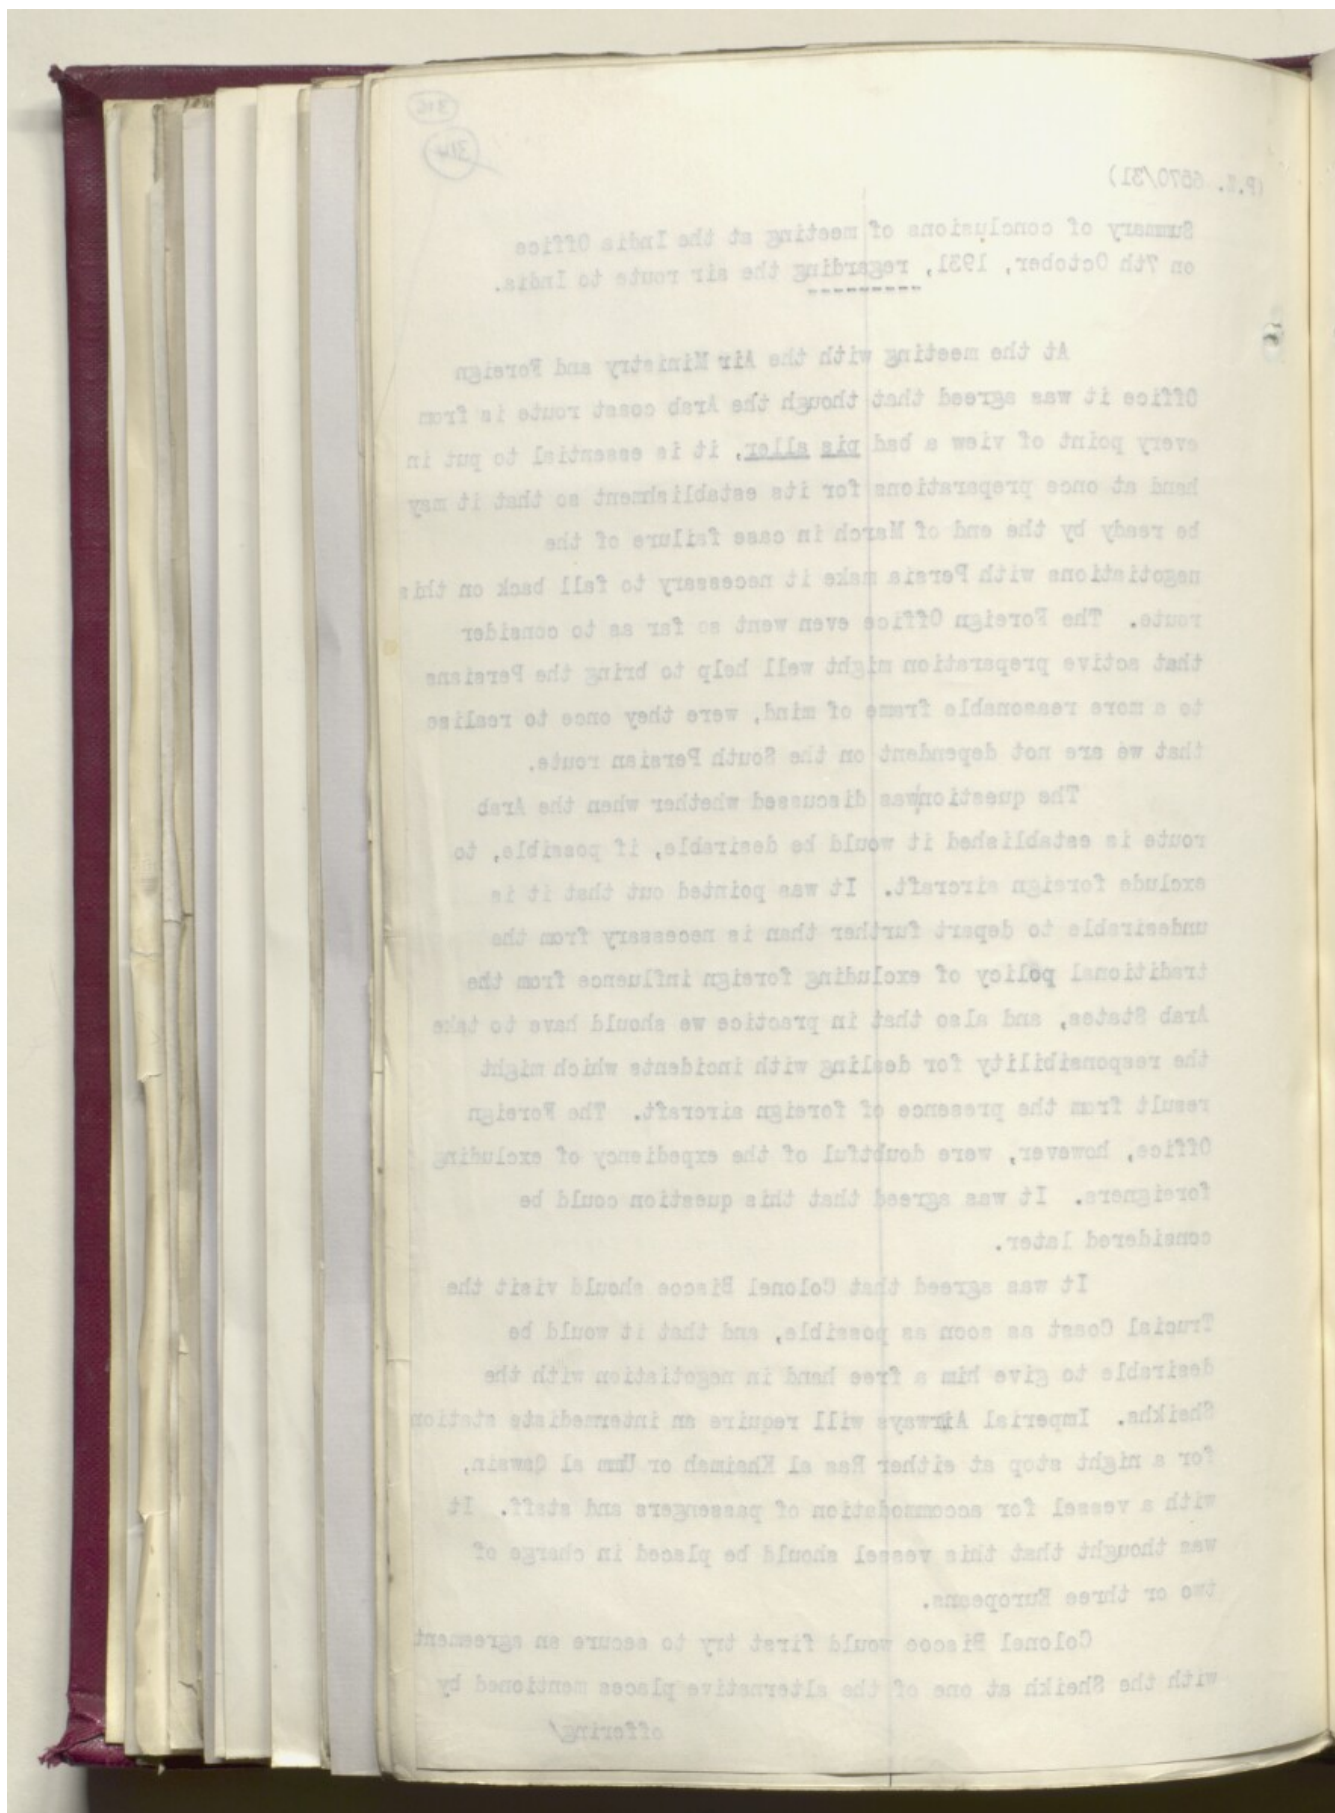 306
314
(P.Z. 6670/31)
Summary of conclusions of meeting at the India Office
on 7th October, 1931, regarding the air route to India.
At the meeting with the Air Ministry and Foreign
Office it was agreed that though the Arab coast route is from
every point of view a bad pis aller, it is essential to put in
hand at once preparations for its establishment so that it may
be ready by the end of March in case failure of the
negotiations with Persia make it necessary to fall back on this
route. The Foreign Office even went so far as to consider
that active preparation might well help to bring the Persians
to a more reasonable frame of mind, were they once to realise
that we are not dependent on the South Persian route.
The question was discussed whether when the Arab
route is established it would be desirable, if possible, to
exclude foreign aircraft. It was pointed out that it is
undesirable to depart further than is necessary from the
traditional policy of excluding foreign influence from the
Arab States, and also that in practice we should have to take
the responsibility for dealing with incidents which might
result from the presence of foreign aircraft. The Foreign
Office, however, were doubtful of the expediency of excluding
foreigners. It was agreed that this question could be
considered later.
It was agreed that Colonel Biscoe should visit the
Trucial Coast as soon as possible, and that it would be
desirable to give him a free hand in negotiation with the
Sheikhs. Imperial Airways will require an intermediate station
for a night stop at either Ras al Khaimah or Umm al Qawain,
with a vessel for accommodation of passengers and staff. It
was thought that this vessel should be placed in charge of
two or three Europeans.
Colonel Biscoe would first try to secure an agreement
with the Sheikh at one of the alternative places mentioned by
offering/